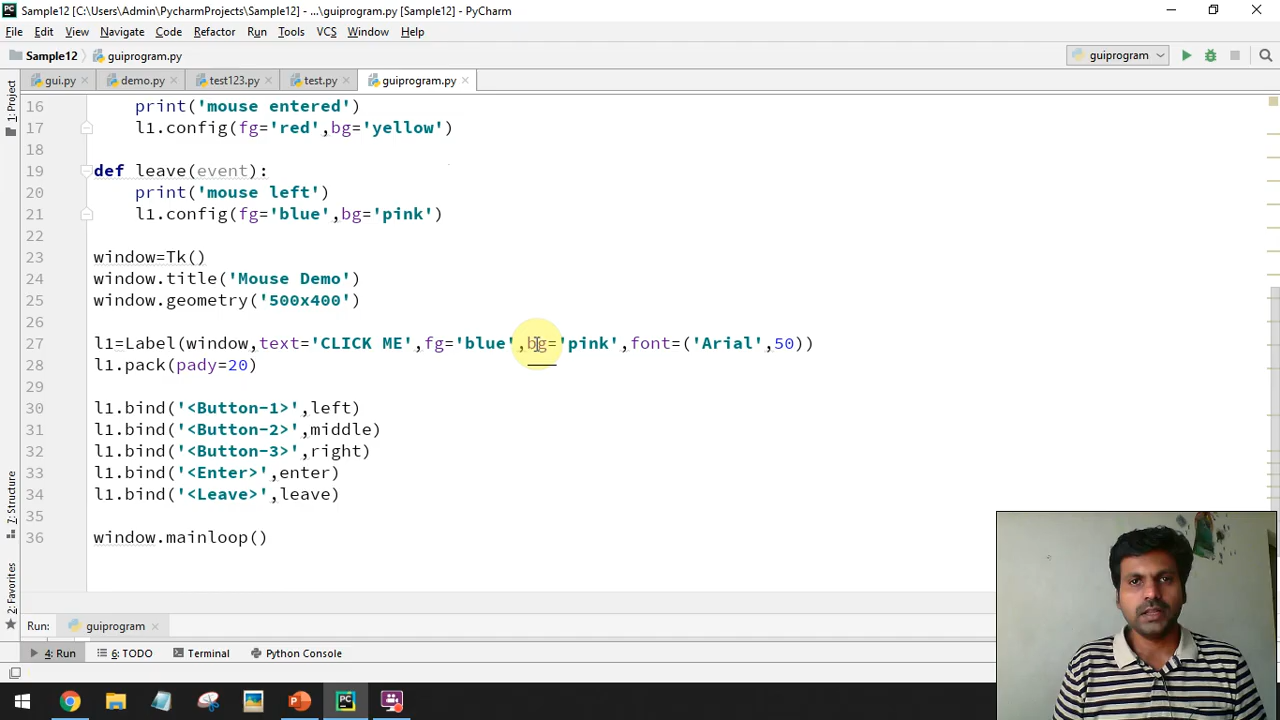 Sample12 [C:\Users\Admin\PycharmProjects\Sample12] - ...\guiprogram.py [Sample12] - PyCharm
File Edit View Navigate Code Refactor Run Tools VCS Window Help
Sample12 guiprogram.py guiprogram
gui.py demo.py test123.py test.py guiprogram.py
1: Project
16 print('mouse entered')
17 l1.config(fg='red',bg='yellow')
18
19 def leave(event):
20 print('mouse left')
21 l1.config(fg='blue',bg='pink')
22
23 window=Tk()
24 window.title('Mouse Demo')
25 window.geometry('500x400')
26
27 l1=Label(window,text='CLICK ME',fg='blue',bg='pink',font=('Arial',50))
28 l1.pack(pady=20)
29
30 l1.bind('<Button-1>',left)
31 l1.bind('<Button-2>',middle)
32 l1.bind('<Button-3>',right)
33 l1.bind('<Enter>',enter)
34 l1.bind('<Leave>',leave)
35
36 window.mainloop()
7: Structure
2: Favorites
Run: guiprogram
4: Run 6: TODO Terminal Python Console